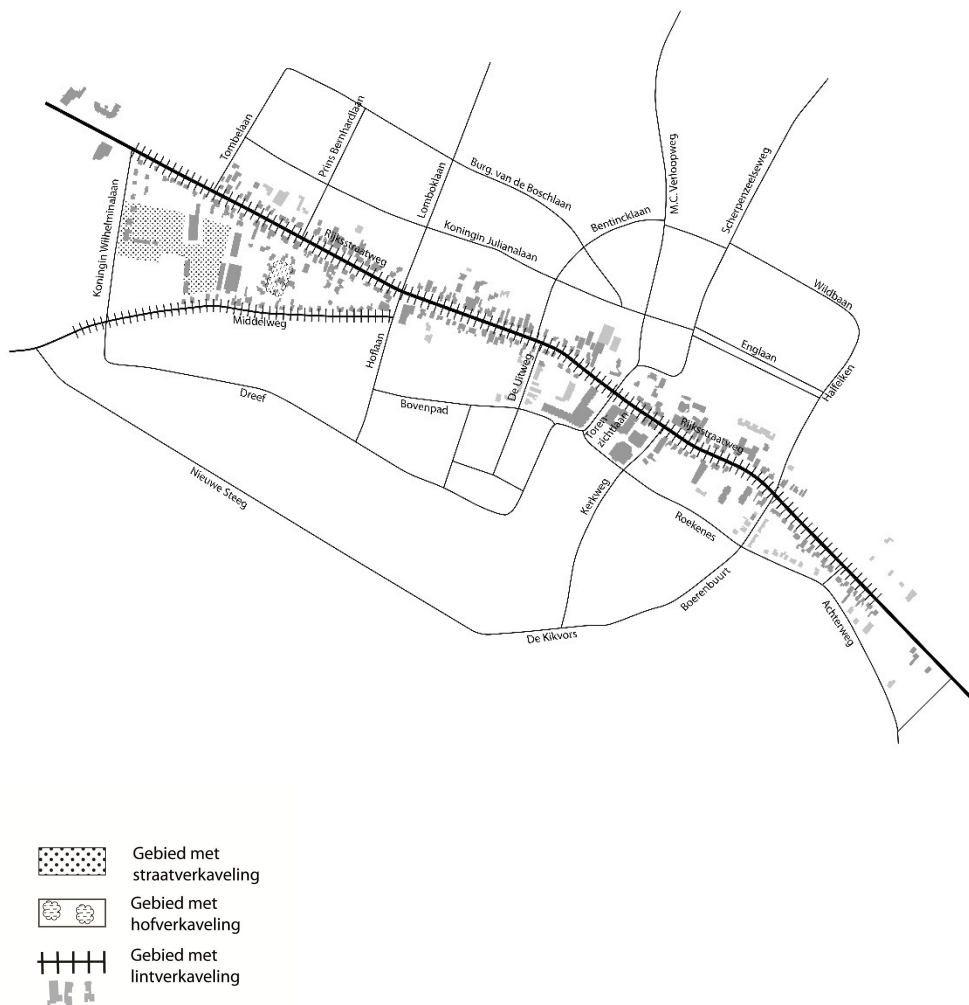 Tombelaan
Prins Bernhardlaan
Lomboklaan
Burg. van de Boschlaan
M.C. Verloopweg
Scherpenzeelseweg
Bentincklaan
Koningin Julianalaan
Rijksstraatweg
Koningin Wilhelminalaan
Wildbaan
Englaan
Halfeiken
Middelweg
Hoflaan
De Uitweg
Dreef
Bovenpad
Toren
zichtlaan
Rijksstraatweg
Nieuwe Steeg
Kerkweg
Roekenes
Boerenbuurt
De Kikvors
Achterweg
Gebied met
straatverkaveling
Gebied met
hofverkaveling
Gebied met
lintverkaveling